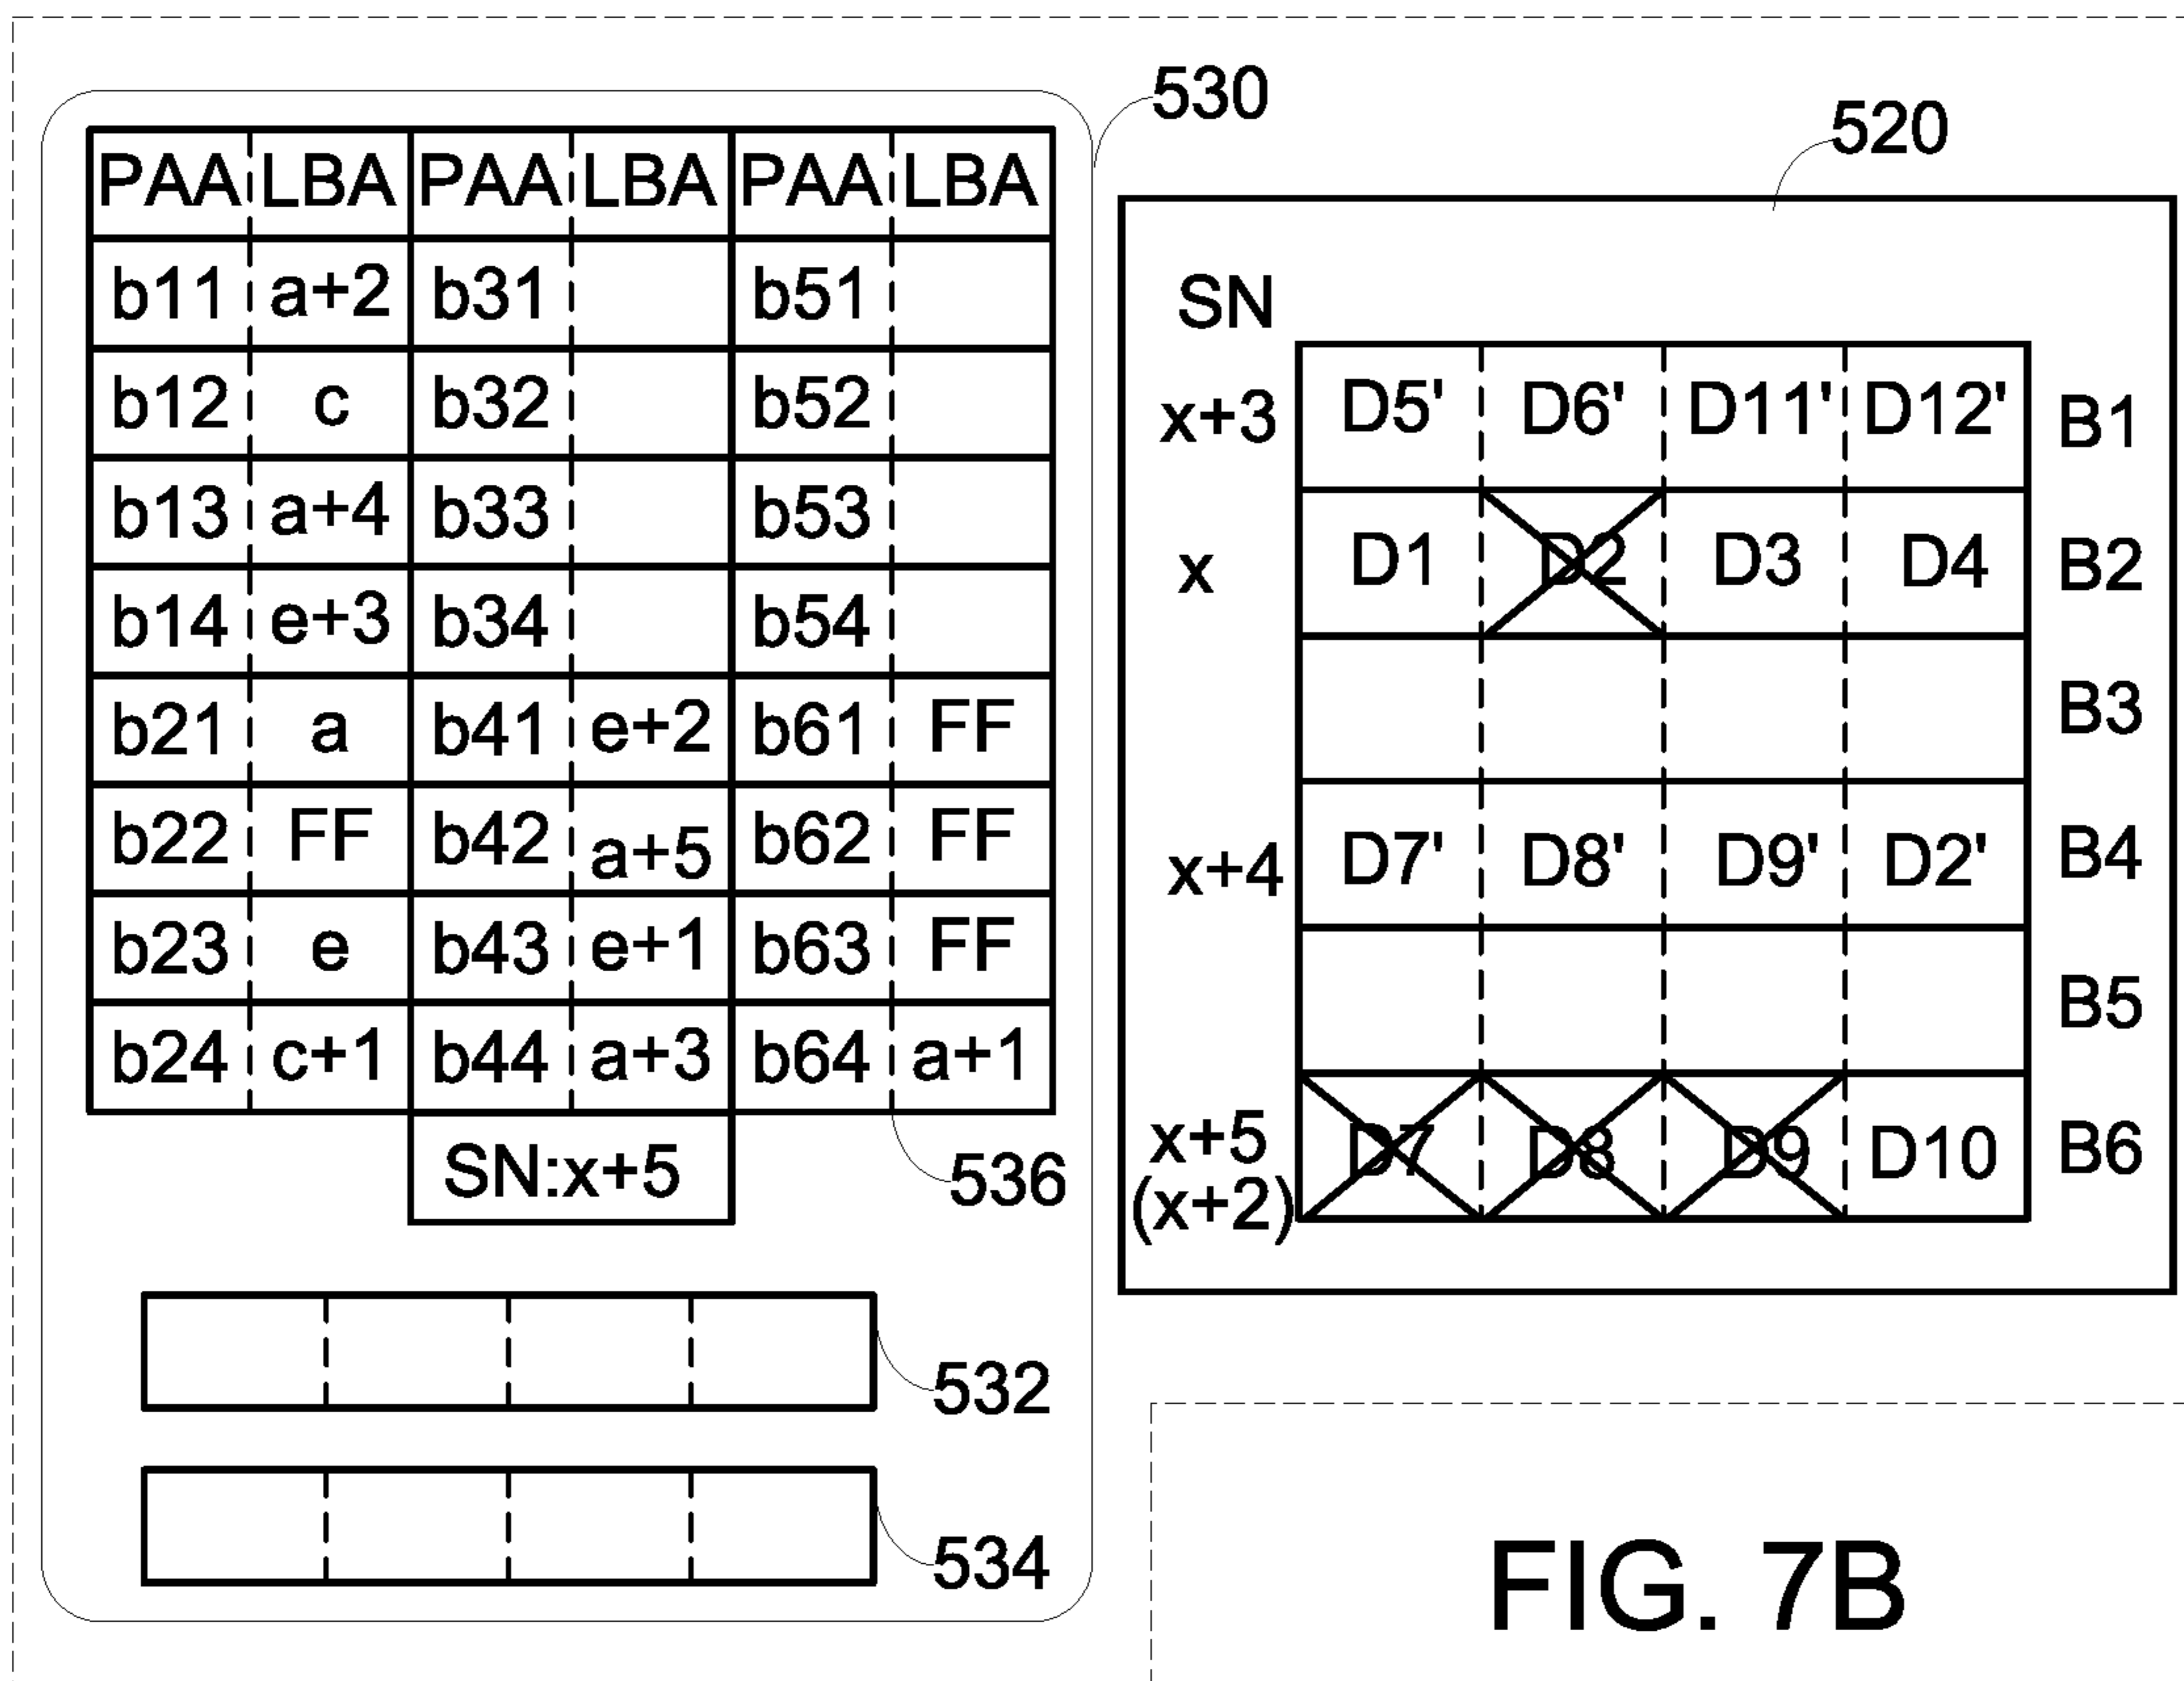 530
520
PAA LBA PAA LBA PAA LBA
b11 a+2 b31 b51
b12 c b32 b52
b13 a+4 b33 b53
b14 e+3 b34 b54
b21 a b41 e+2 b61 FF
b22 FF b42 a+5 b62 FF
b23 e b43 e+1 b63 FF
b24 c+1 b44 a+3 b64 a+1
SN:x+5
536
532
534
SN
x+3 D5' D6' D11' D12' B1
x D1 D2 D3 D4 B2
B3
x+4 D7' D8' D9' D2' B4
B5
x+5 D7 D8 D9 D10 B6
(x+2)
FIG. 7B